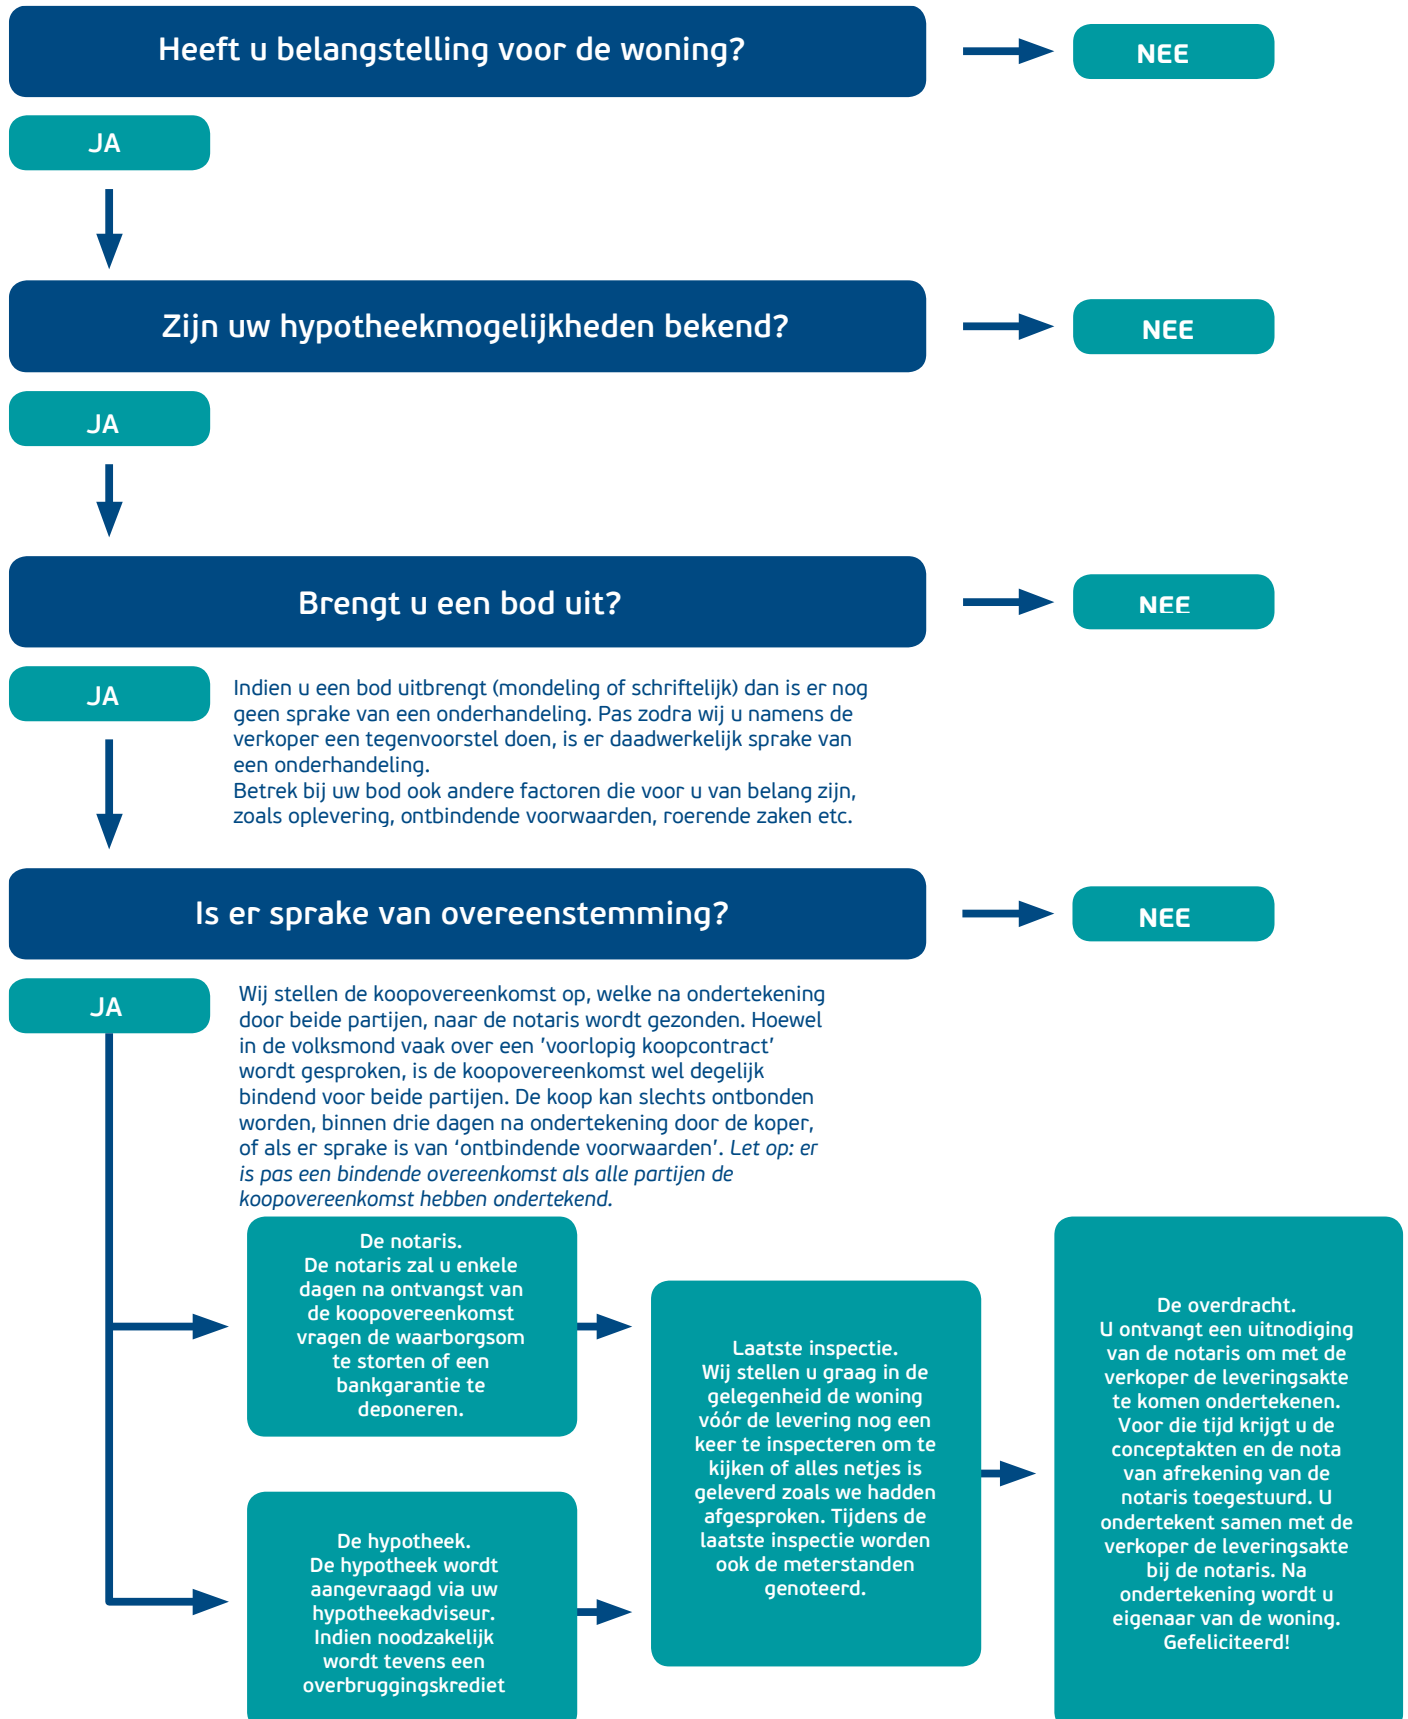 Heeft u belangstelling voor de woning?
NEE
JA
Zijn uw hypotheekmogelijkheden bekend?
NEE
JA
Brengt u een bod uit?
NEE
JA
Indien u een bod uitbrengt (mondeling of schriftelijk) dan is er nog
geen sprake van een onderhandeling. Pas zodra wij u namens de
verkoper een tegenvoorstel doen, is er daadwerkelijk sprake van
een onderhandeling.
Betrek bij uw bod ook andere factoren die voor u van belang zijn,
zoals oplevering, ontbindende voorwaarden, roerende zaken etc.
Is er sprake van overeenstemming?
NEE
JA
Wij stellen de koopovereenkomst op, welke na ondertekening
door beide partijen, naar de notaris wordt gezonden. Hoewel
in de volksmond vaak over een 'voorlopig koopcontract'
wordt gesproken, is de koopovereenkomst wel degelijk
bindend voor beide partijen. De koop kan slechts ontbonden
worden, binnen drie dagen na ondertekening door de koper,
of als er sprake is van ‘ontbindende voorwaarden’. Let op: er
is pas een bindende overeenkomst als alle partijen de
koopovereenkomst hebben ondertekend.
De notaris.
De notaris zal u enkele
dagen na ontvangst van
de koopovereenkomst
vragen de waarborgsom
te storten of een
bankgarantie te
deponeren.
De hypotheek.
De hypotheek wordt
aangevraagd via uw
hypotheekadviseur.
Indien noodzakelijk
wordt tevens een
overbruggingskrediet
Laatste inspectie.
Wij stellen u graag in de
gelegenheid de woning
vóór de levering nog een
keer te inspecteren om te
kijken of alles netjes is
geleverd zoals we hadden
afgesproken. Tijdens de
laatste inspectie worden
ook de meterstanden
genoteerd.
De overdracht.
U ontvangt een uitnodiging
van de notaris om met de
verkoper de leveringsakte
te komen ondertekenen.
Voor die tijd krijgt u de
conceptakten en de nota
van afrekening van de
notaris toegestuurd. U
ondertekent samen met de
verkoper de leveringsakte
bij de notaris. Na
ondertekening wordt u
eigenaar van de woning.
Gefeliciteerd!